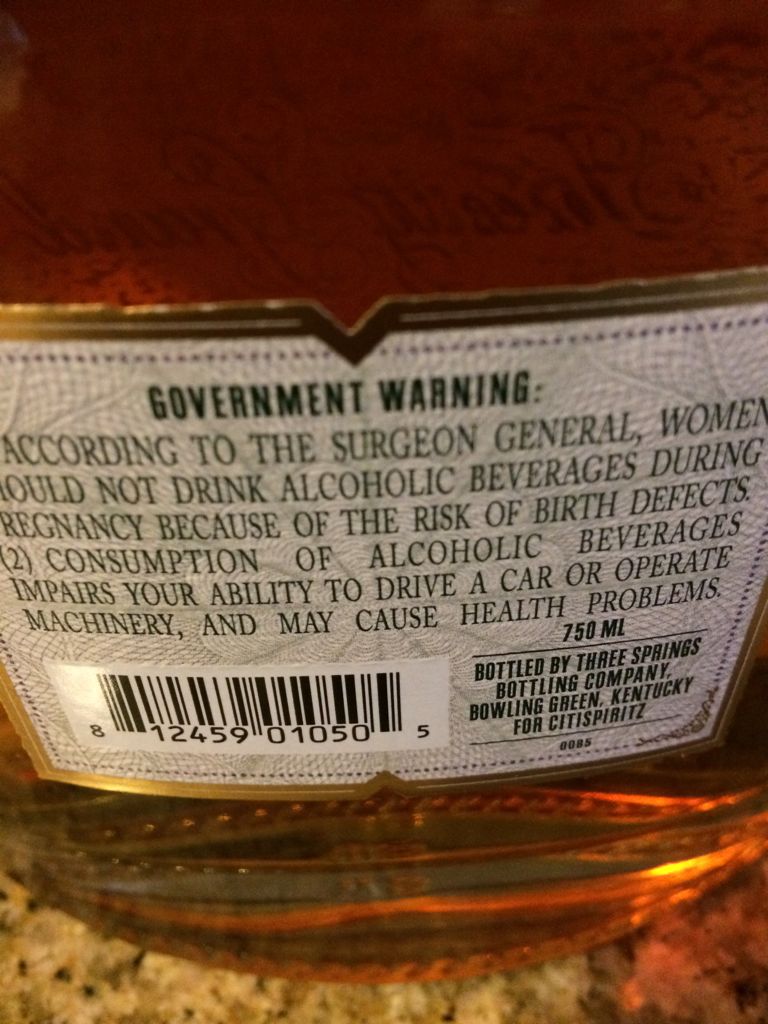 GOVERNMENT WARNING:
ACCORDING TO THE SURGEON GENERAL, WOMEN
HOULD NOT DRINK ALCOHOLIC BEVERAGES DURING
REGNANCY BECAUSE OF THE RISK OF BIRTH DEFECTS.
(2) CONSUMPTION OF ALCOHOLIC BEVERAGES
IMPAIRS YOUR ABILITY TO DRIVE A CAR OR OPERATE
MACHINERY, AND MAY CAUSE HEALTH PROBLEMS.
750 ML
BOTTLED BY THREE SPRINGS
BOTTLING COMPANY,
BOWLING GREEN, KENTUCKY
FOR CITISPIRITZ
0085
8 12459 01050 5